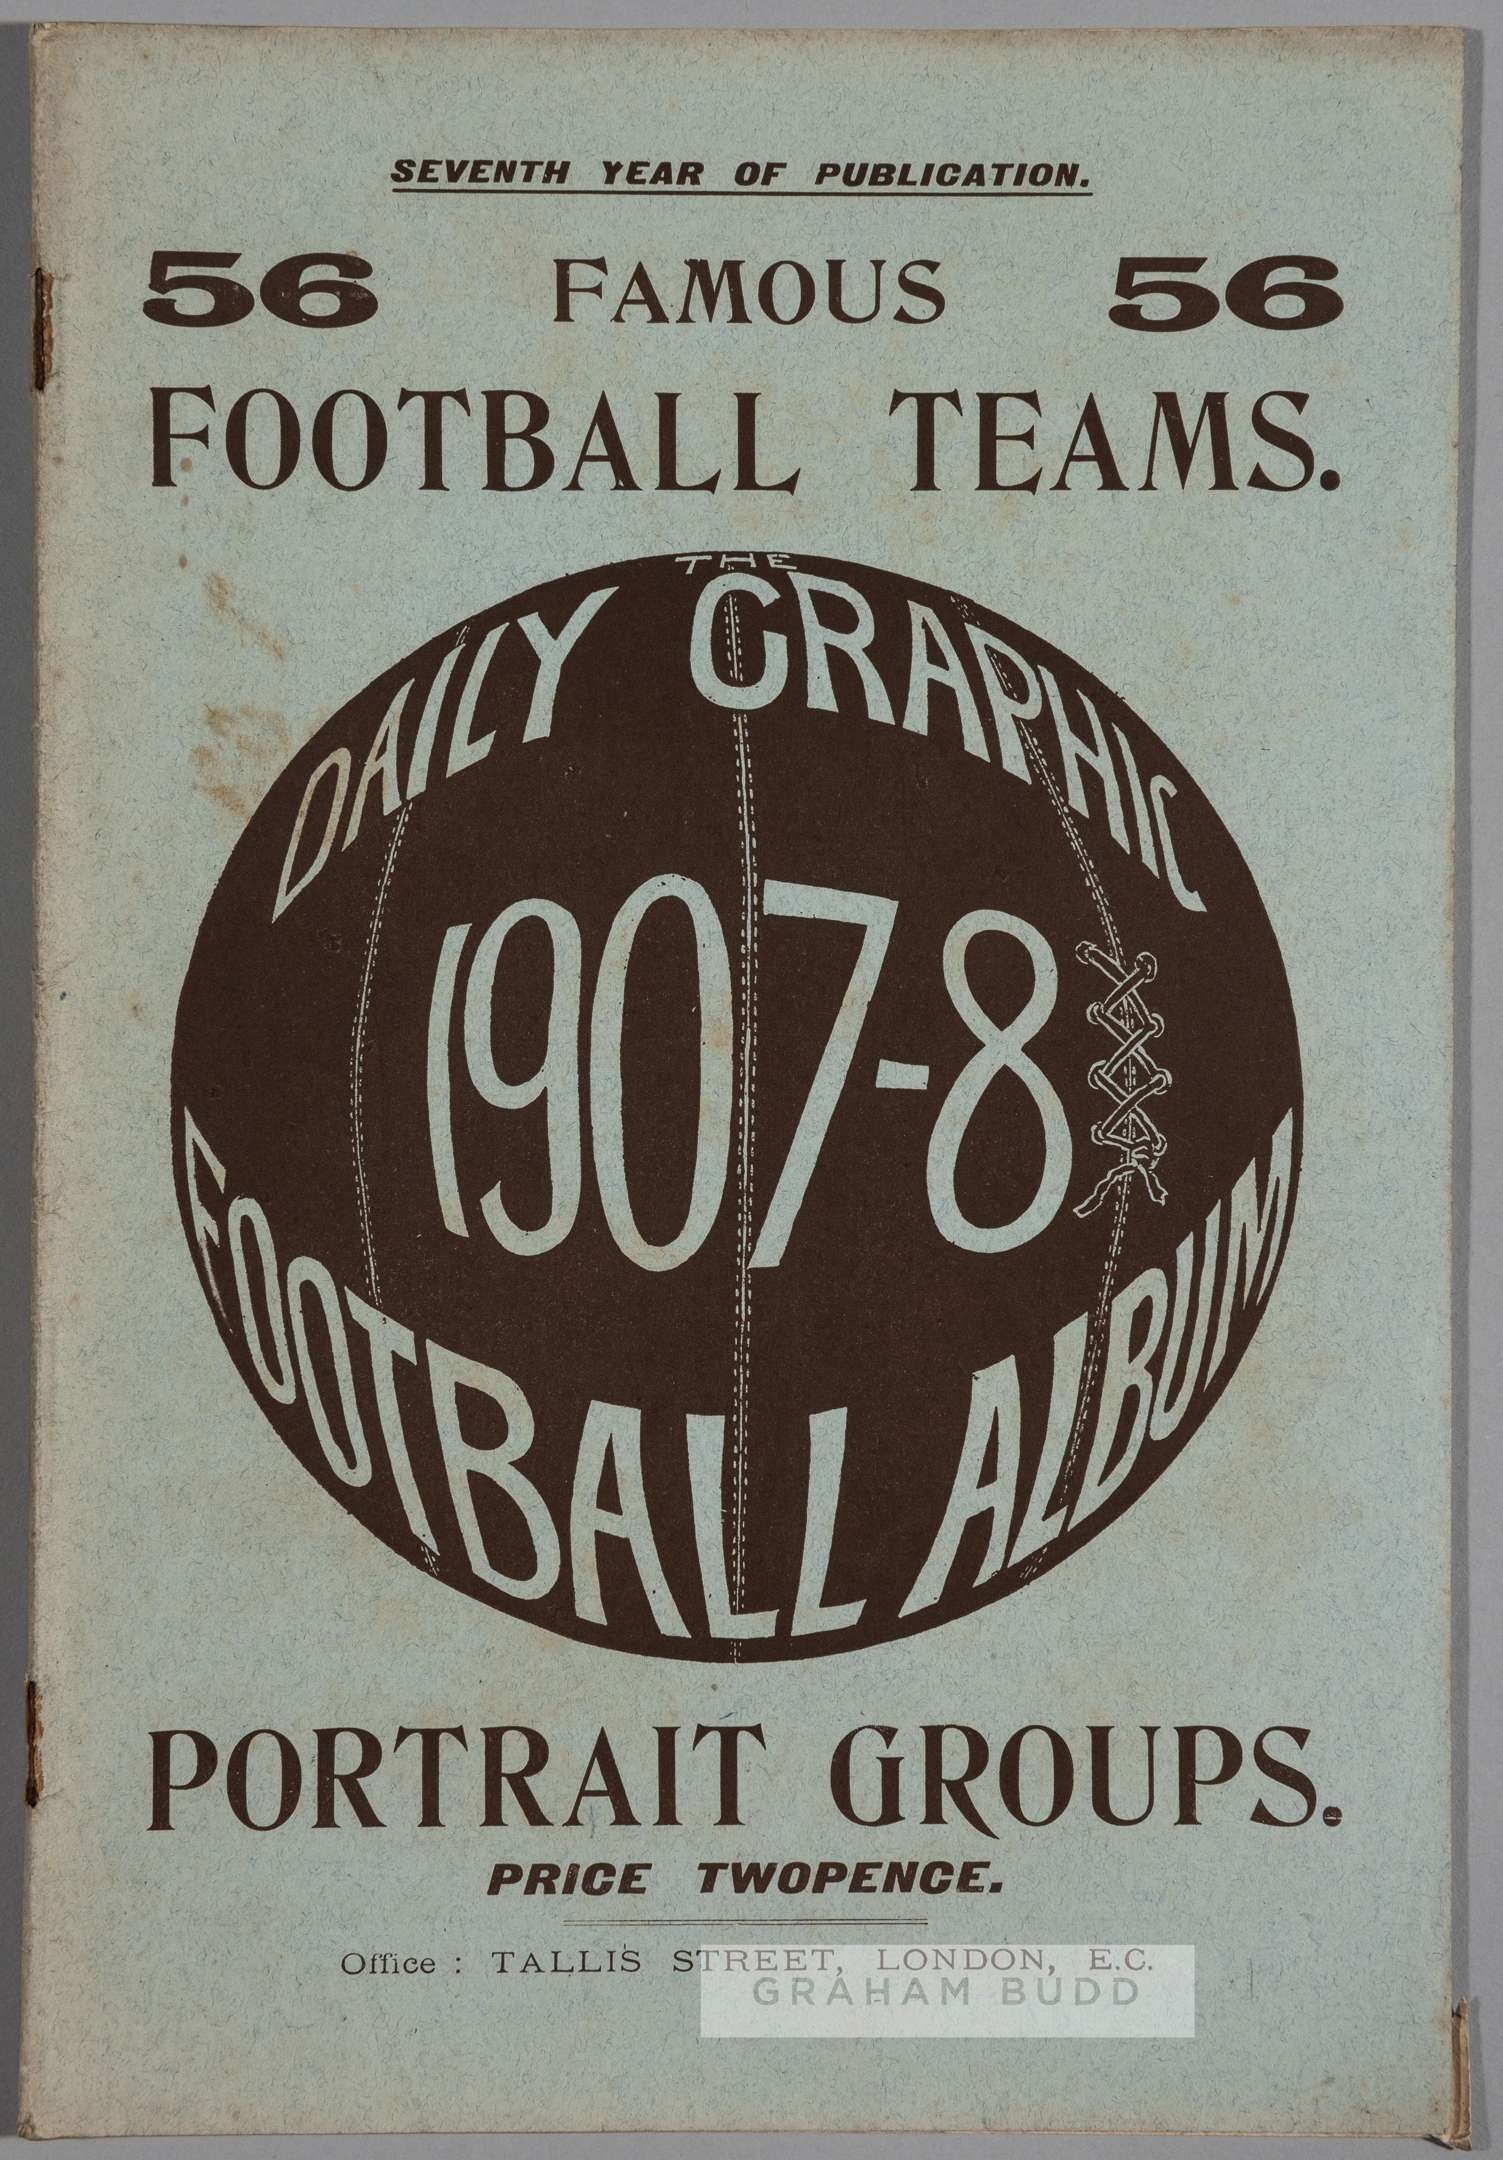 SEVENTH YEAR OF PUBLICATION.
56 FAMOUS 56
FOOTBALL TEAMS.
THE
DAILY GRAPHIC
1907-8
FOOTBALL ALBUM
PORTRAIT GROUPS.
PRICE TWOPENCE.
Office : TALLIS STREET, LONDON, E.C.
GRAHAM BUDD